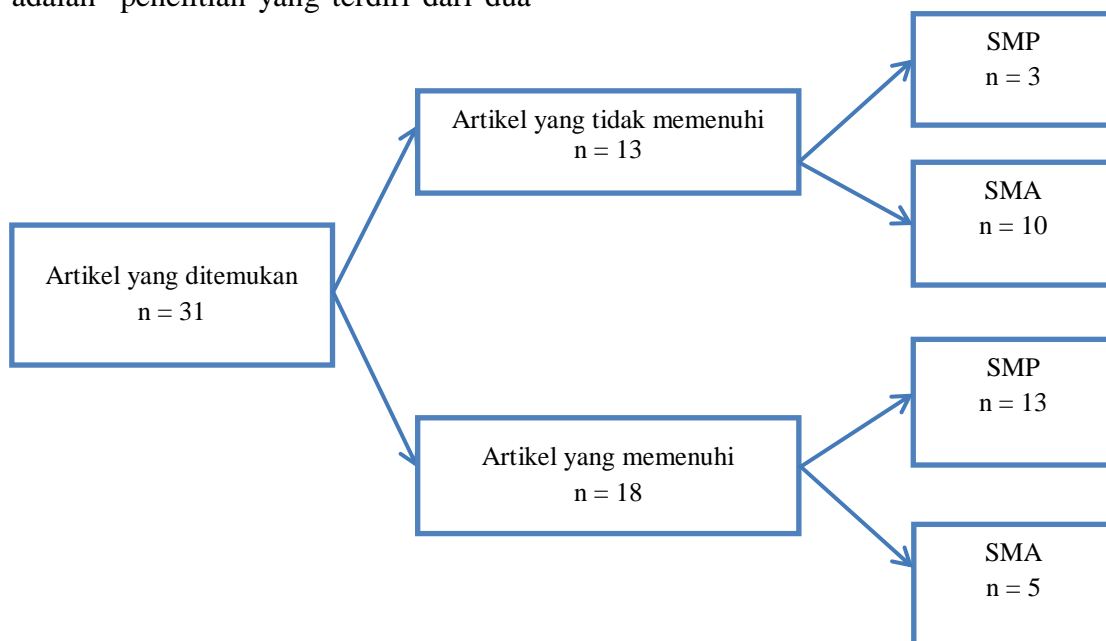 adalah penelitian yang terdiri dari dua
SMP
n = 3
Artikel yang tidak memenuhi
n = 13
SMA
n = 10
Artikel yang ditemukan
n = 31
SMP
n = 13
Artikel yang memenuhi
n = 18
SMA
n = 5